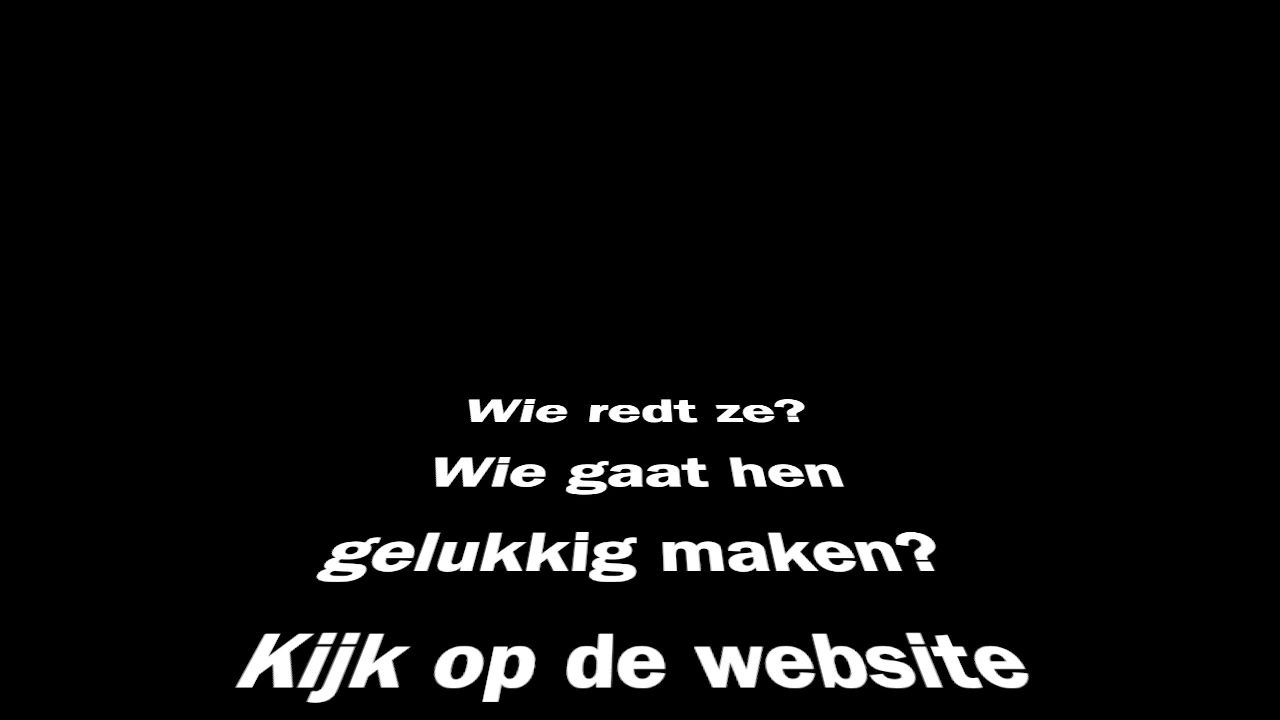 Wie redt ze?
Wie gaat hen
gelukkig maken?
Kijk op de website